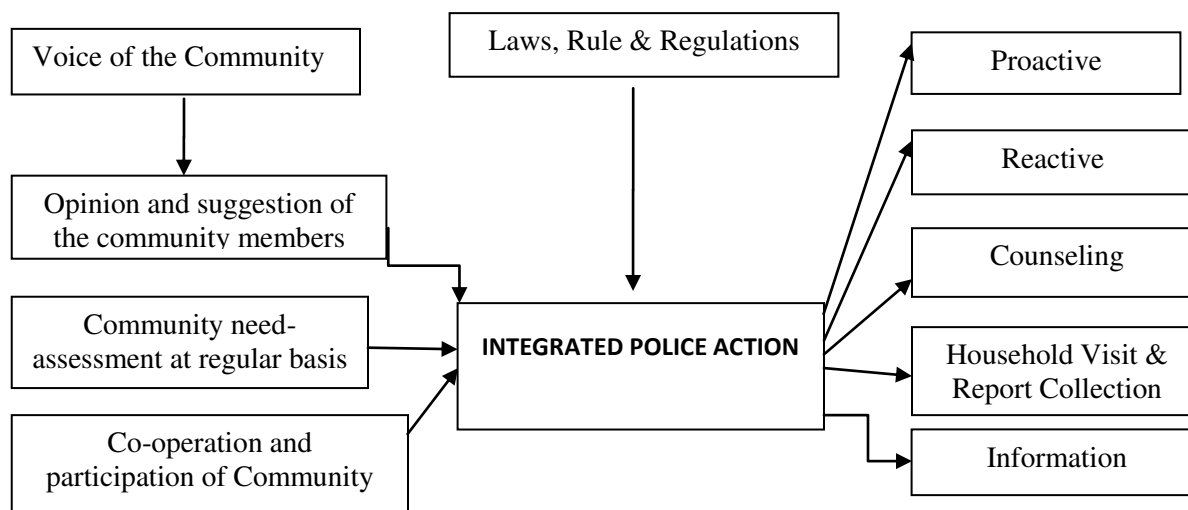 Voice of the Community
Opinion and suggestion of
the community members
Community need-
assessment at regular basis
Co-operation and
participation of Community
Laws, Rule & Regulations
INTEGRATED POLICE ACTION
Proactive
Reactive
Counseling
Household Visit &
Report Collection
Information